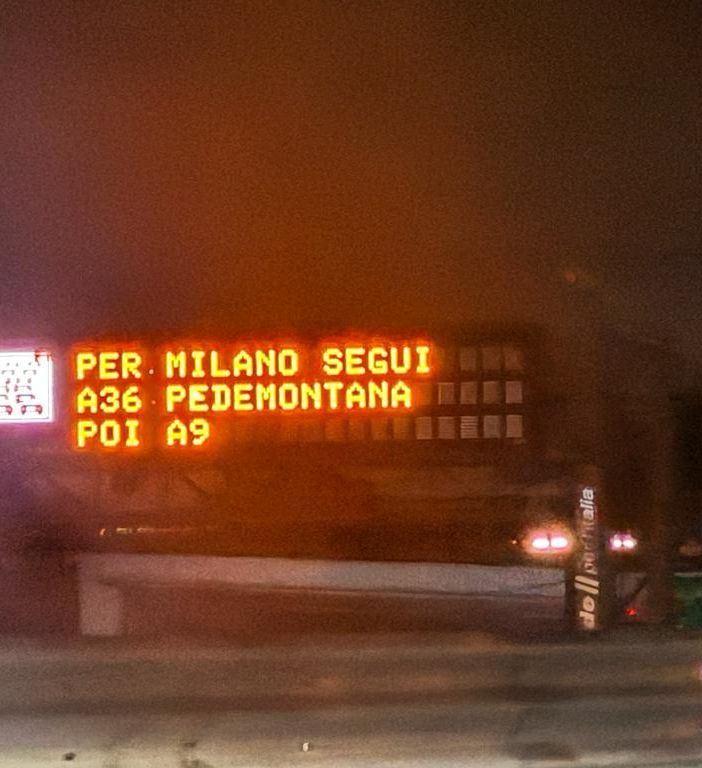 PER MILANO SEGUI
A36 PEDEMONTANA
POI A9